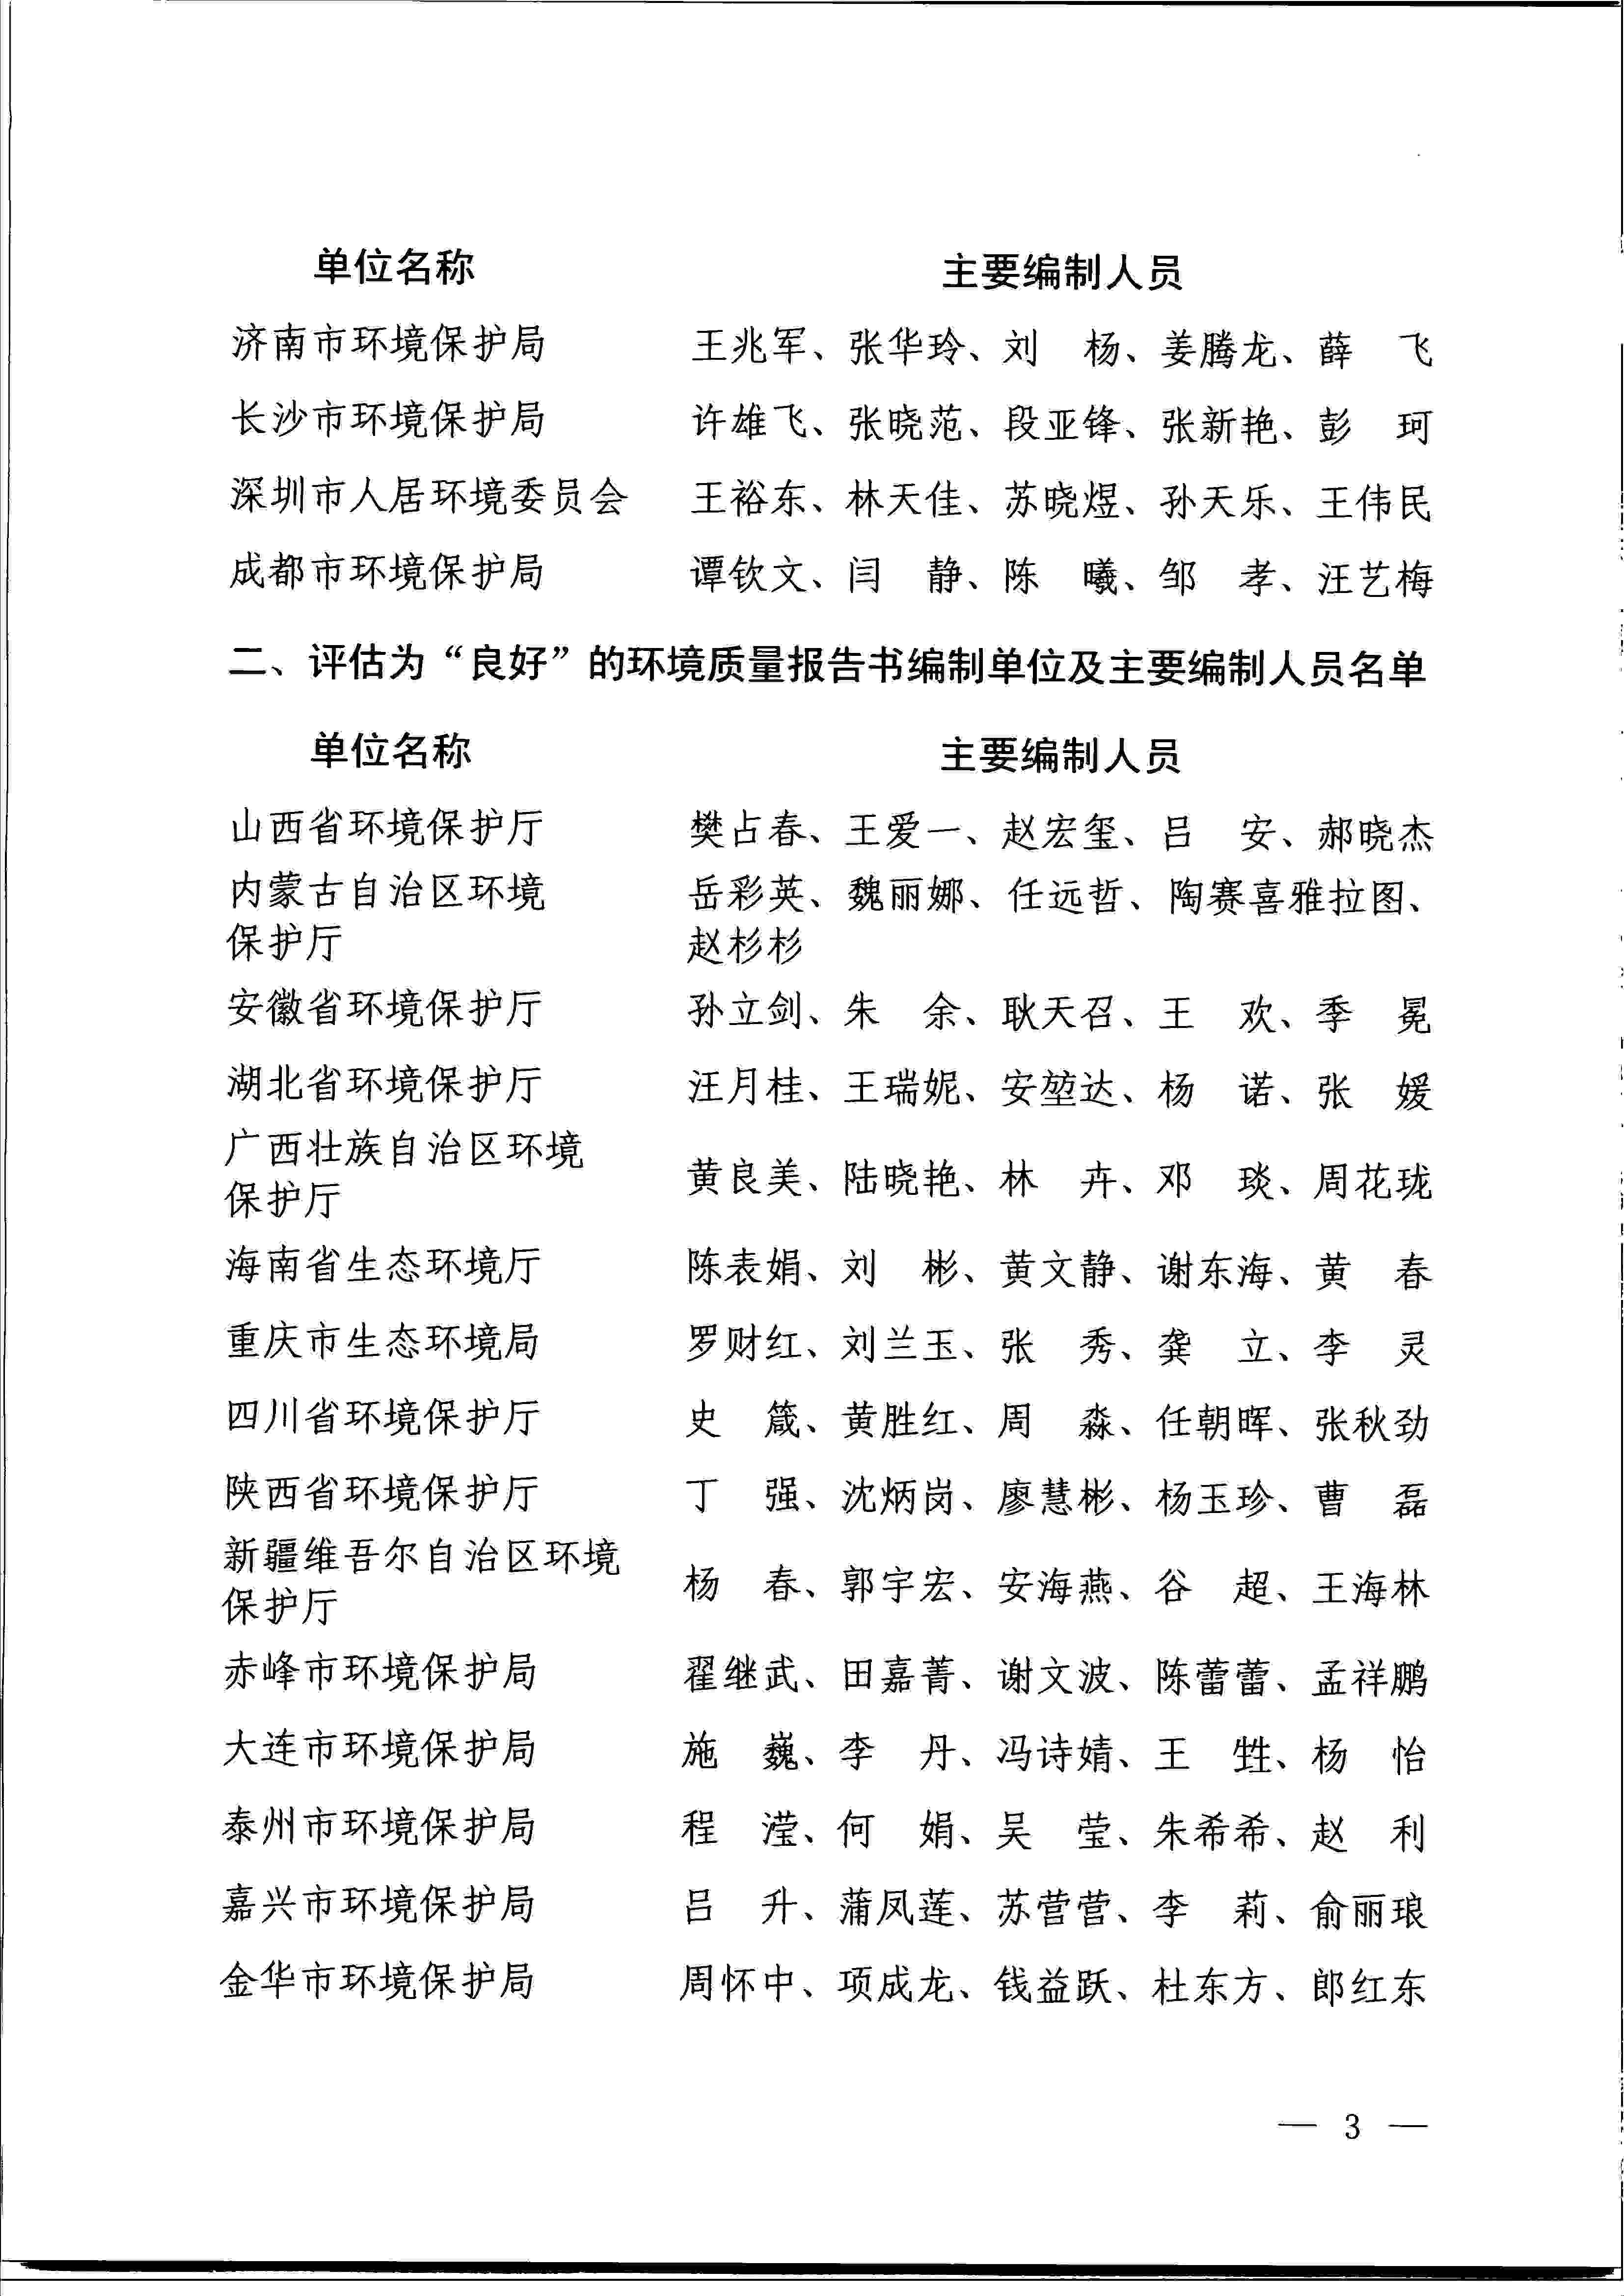 单位名称 主要编制人员
济南市环境保护局 王兆军、张华玲、刘　杨、姜腾龙、薛　飞
长沙市环境保护局 许雄飞、张晓范、段亚锋、张新艳、彭　珂
深圳市人居环境委员会 王裕东、林天佳、苏晓煜、孙天乐、王伟民
成都市环境保护局 谭钦文、闫　静、陈　曦、邹　孝、汪艺梅
二、评估为“良好”的环境质量报告书编制单位及主要编制人员名单
单位名称 主要编制人员
山西省环境保护厅 樊占春、王爱一、赵宏玺、吕　安、郝晓杰
内蒙古自治区环境 岳彩英、魏丽娜、任远哲、陶赛喜雅拉图、
保护厅 赵杉杉
安徽省环境保护厅 孙立剑、朱　余、耿天召、王　欢、季　冕
湖北省环境保护厅 汪月桂、王瑞妮、安堃达、杨　诺、张　媛
广西壮族自治区环境
保护厅 黄良美、陆晓艳、林　卉、邓　琰、周花珑
海南省生态环境厅 陈表娟、刘　彬、黄文静、谢东海、黄　春
重庆市生态环境局 罗财红、刘兰玉、张　秀、龚　立、李　灵
四川省环境保护厅 史　箴、黄胜红、周　淼、任朝晖、张秋劲
陕西省环境保护厅 丁　强、沈炳岗、廖慧彬、杨玉珍、曹　磊
新疆维吾尔自治区环境
保护厅 杨　春、郭宇宏、安海燕、谷　超、王海林
赤峰市环境保护局 翟继武、田嘉菁、谢文波、陈蕾蕾、孟祥鹏
大连市环境保护局 施　巍、李　丹、冯诗婧、王　甡、杨　怡
泰州市环境保护局 程　滢、何　娟、吴　莹、朱希希、赵　利
嘉兴市环境保护局 吕　升、蒲凤莲、苏营营、李　莉、俞丽琅
金华市环境保护局 周怀中、项成龙、钱益跃、杜东方、郎红东
— 3 —